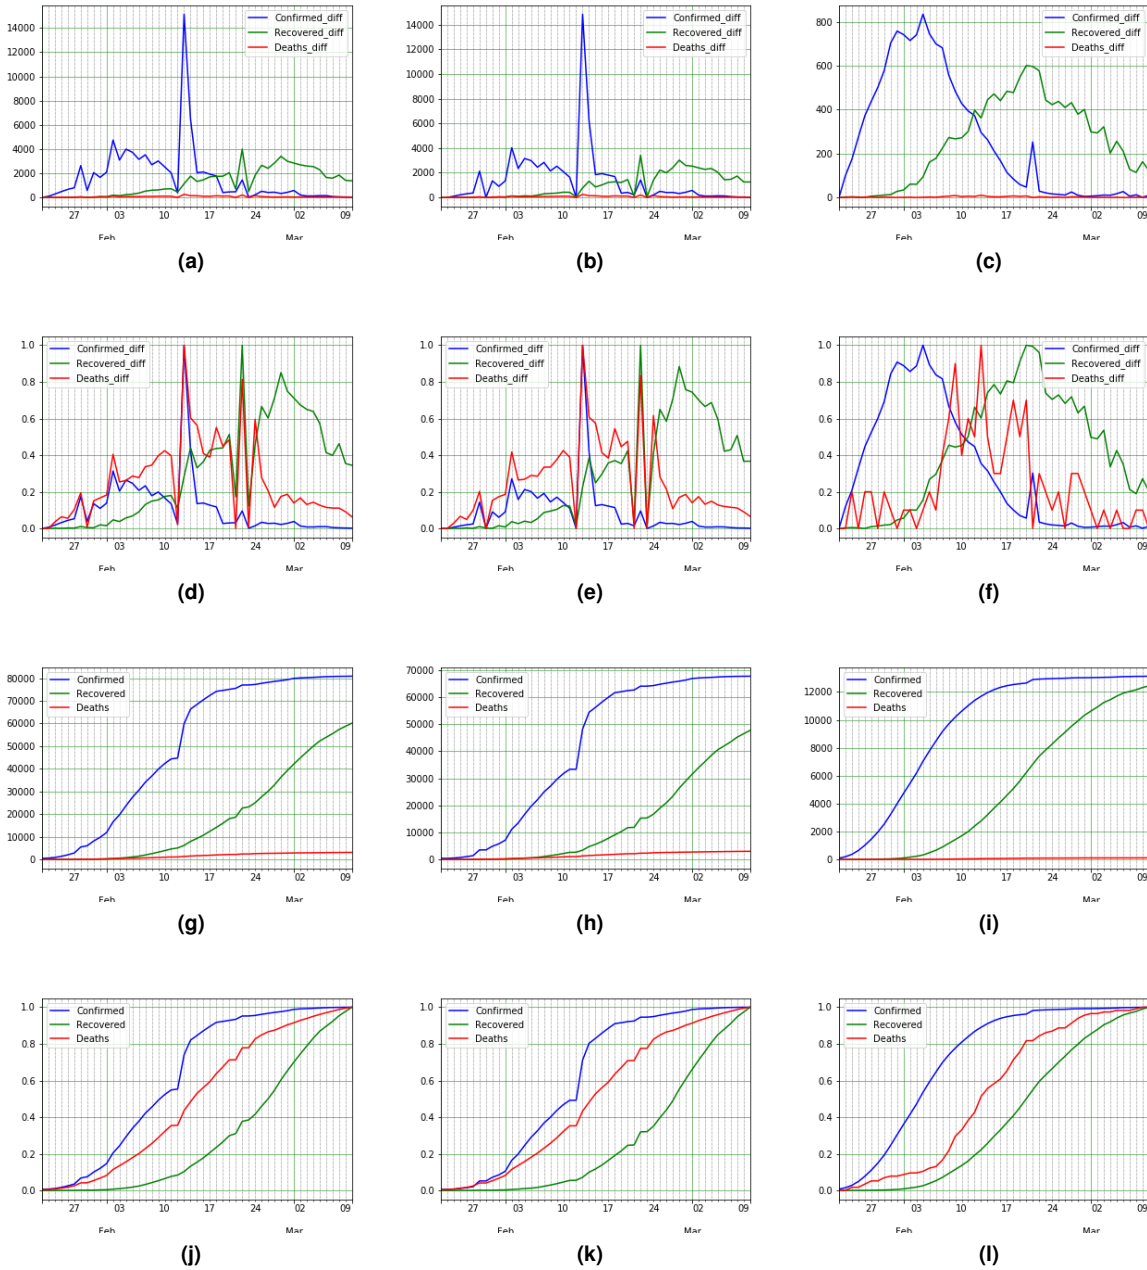 14000
12000
10000
8000
6000
4000
2000
0
Confirmed_diff
Recovered_diff
Deaths_diff
27 03 10 17 24 02 09
Feb Mar
(a)
14000
12000
10000
8000
6000
4000
2000
0
Confirmed_diff
Recovered_diff
Deaths_diff
27 03 10 17 24 02 09
Feb Mar
(b)
800
600
400
200
0
Confirmed_diff
Recovered_diff
Deaths_diff
27 03 10 17 24 02 09
Feb Mar
(c)
1.0
0.8
0.6
0.4
0.2
0.0
Confirmed_diff
Recovered_diff
Deaths_diff
27 03 10 17 24 02 09
Feb Mar
(d)
1.0
0.8
0.6
0.4
0.2
0.0
Confirmed_diff
Recovered_diff
Deaths_diff
27 03 10 17 24 02 09
Feb Mar
(e)
1.0
0.8
0.6
0.4
0.2
0.0
Confirmed_diff
Recovered_diff
Deaths_diff
27 03 10 17 24 02 09
Feb Mar
(f)
80000
70000
60000
50000
40000
30000
20000
10000
0
Confirmed
Recovered
Deaths
27 03 10 17 24 02 09
Feb Mar
(g)
70000
60000
50000
40000
30000
20000
10000
0
Confirmed
Recovered
Deaths
27 03 10 17 24 02 09
Feb Mar
(h)
12000
10000
8000
6000
4000
2000
0
Confirmed
Recovered
Deaths
27 03 10 17 24 02 09
Feb Mar
(i)
1.0
0.8
0.6
0.4
0.2
0.0
Confirmed
Recovered
Deaths
27 03 10 17 24 02 09
Feb Mar
(j)
1.0
0.8
0.6
0.4
0.2
0.0
Confirmed
Recovered
Deaths
27 03 10 17 24 02 09
Feb Mar
(k)
1.0
0.8
0.6
0.4
0.2
0.0
Confirmed
Recovered
Deaths
27 03 10 17 24 02 09
Feb Mar
(l)